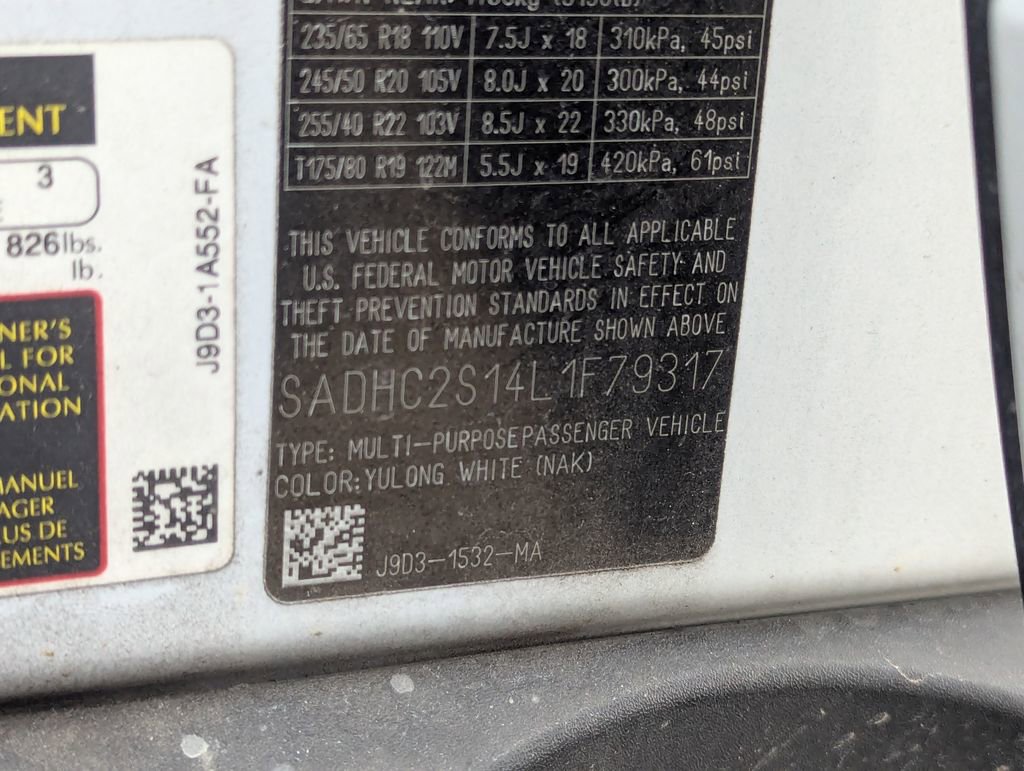 ENT
3
826lbs.
lb.
NER'S
L FOR
ONAL
ATION
MANUEL
AGER
US DE
EMENTS
J9D3-1A552-FA
235/65 R18 110V 7.5J x 18 310kPa, 45psi
245/50 R20 105V 8.0J x 20 300kPa, 44psi
255/40 R22 103V 8.5J x 22 330kPa, 48psi
T175/80 R19 122M 5.5J x 19 420kPa, 61psi
THIS VEHICLE CONFORMS TO ALL APPLICABLE
U.S. FEDERAL MOTOR VEHICLE SAFETY AND
THEFT PREVENTION STANDARDS IN EFFECT ON
THE DATE OF MANUFACTURE SHOWN ABOVE
SADHC2S14L1F79317
TYPE: MULTI-PURPOSEPASSENGER VEHICLE
COLOR:YULONG WHITE (NAK)
J9D3-1532-MA